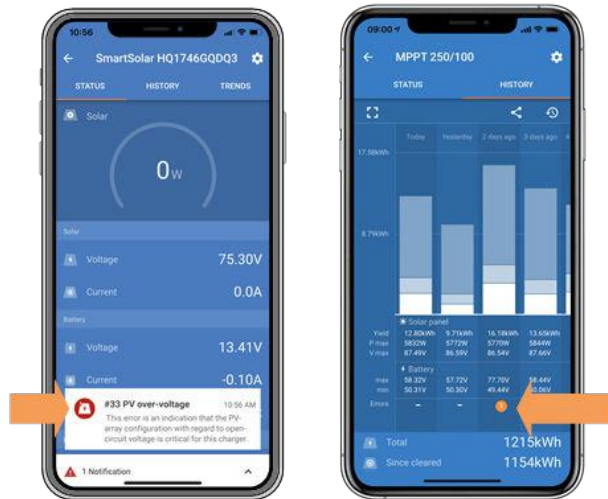 10:56
SmartSolar HQ1746GQDQ3
STATUS HISTORY TRENDS
Solar
0W
Solar
Voltage 75.30V
Current 0.0A
Battery
Voltage 13.41V
Current -0.10A
#33 PV over-voltage 10:56 AM
This error is an indication that the PV-
array configuration with regard to open-
circuit voltage is critical for this charger.
1 Notification
09:00
MPPT 250/100
STATUS HISTORY
Today Yesterday 2 days ago 3 days ago
17.58kWh
8.79kWh
Solar panel
Yield 12.80kWh 9.71kWh 16.18kWh 13.65kWh
P max 5832W 5772W 5770W 5844W
V max 87.49V 86.59V 86.54V 87.66V
Battery
max 58.32V 57.72V 77.70V 58.44V
min 50.31V 50.30V 49.44V
Errors – – 1
Total 1215kWh
Since cleared 1154kWh